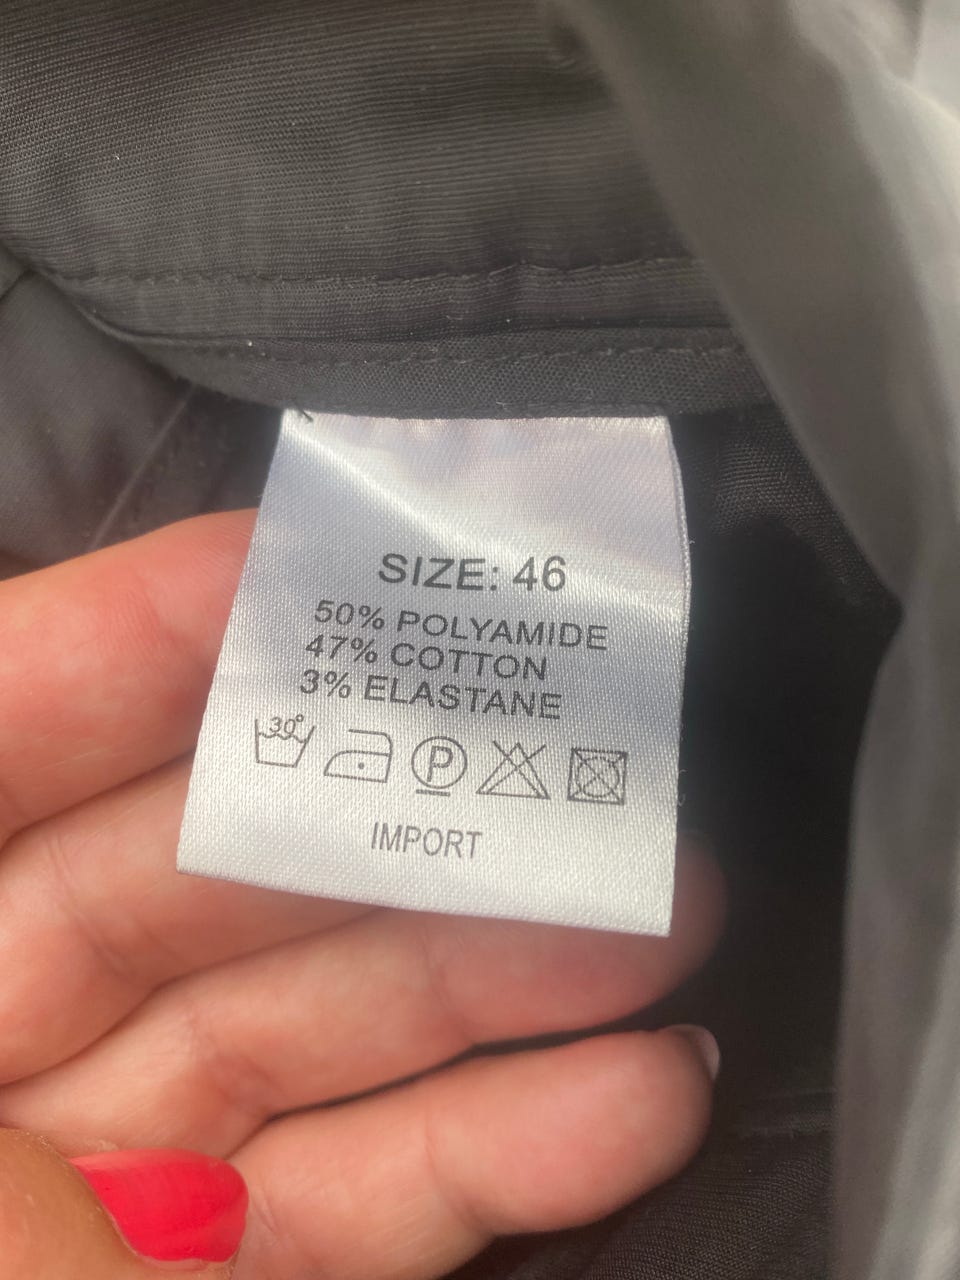 SIZE: 46
50% POLYAMIDE
47% COTTON
3% ELASTANE
30° P
IMPORT